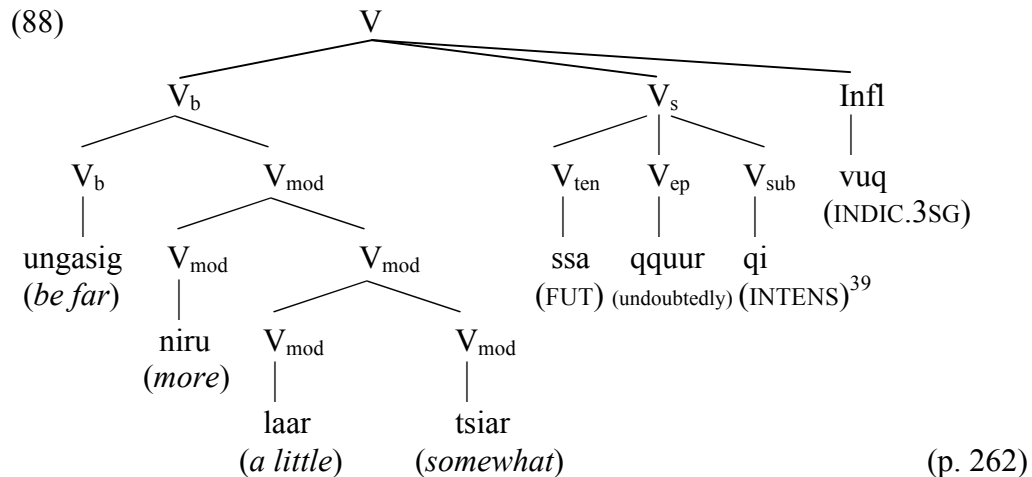 (88) V
V_b V_s Infl
V_b V_mod V_ten V_ep V_sub vuq
(INDIC.3SG)
ungasig V_mod V_mod ssa qquur qi
(be far) (FUT) (undoubtedly) (INTENS)³⁹
niru V_mod V_mod
(more)
laar tsiar
(a little) (somewhat) (p. 262)